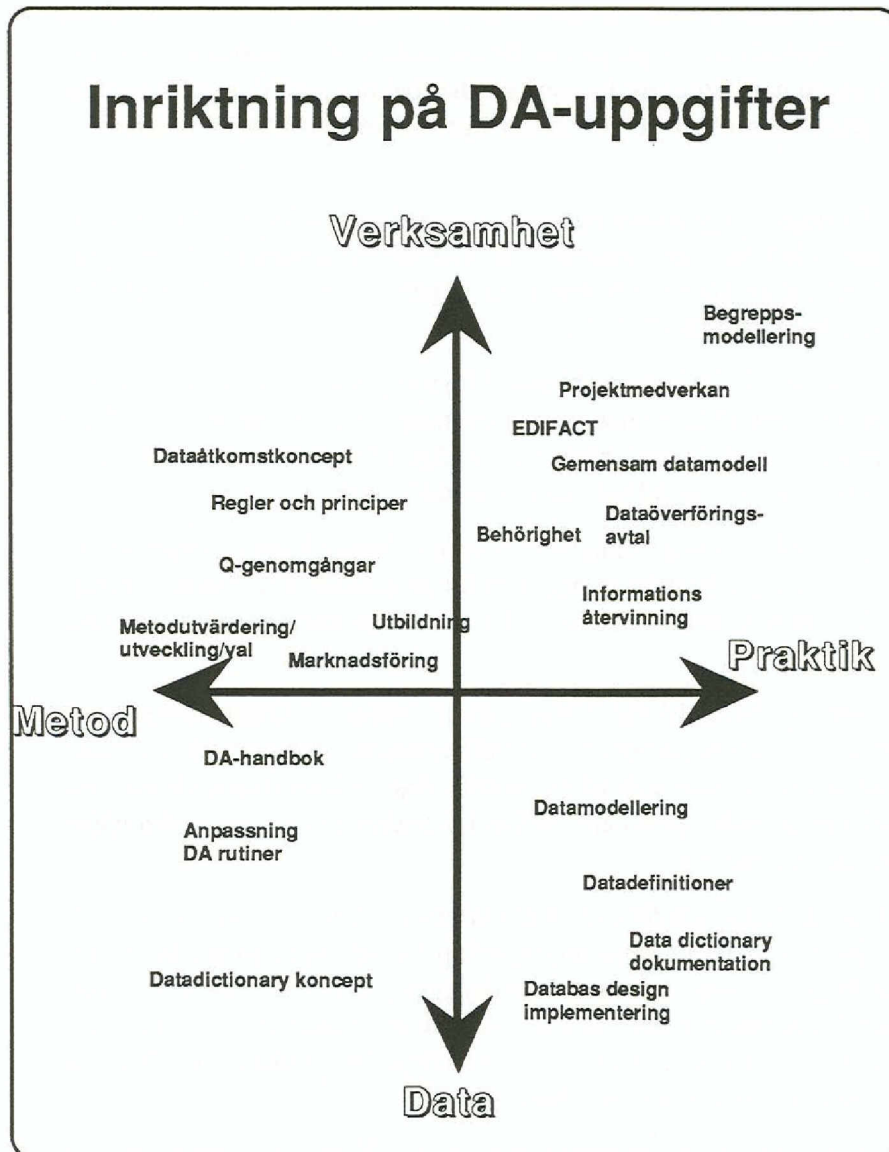 Inriktning på DA-uppgifter
Verksamhet
Begrepps-
modellering
Projektmedverkan
EDIFACT
Dataåtkomstkoncept
Gemensam datamodell
Regler och principer
Dataöverförings-
avtal
Behörighet
Q-genomgångar
Informations
återvinning
Utbildning
Metodutvärdering/
utveckling/val
Marknadsföring
Praktik
Metod
DA-handbok
Datamodellering
Anpassning
DA rutiner
Datadefinitioner
Data dictionary
dokumentation
Datadictionary koncept
Databas design
implementering
Data